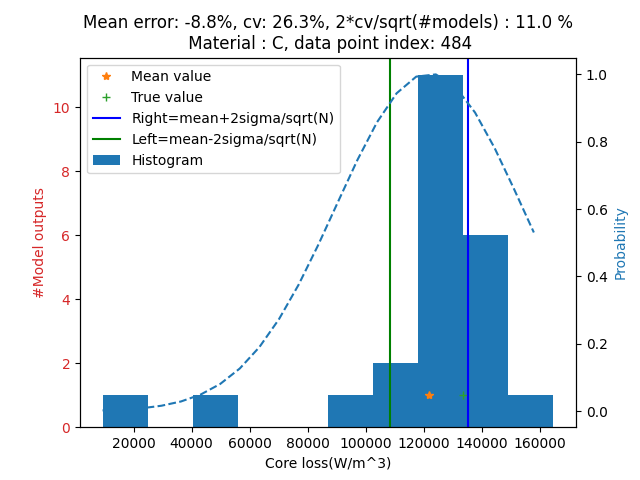 Mean error: -8.8%, cv: 26.3%, 2*cv/sqrt(#models) : 11.0 %
Material : C, data point index: 484
Mean value
True value
Right=mean+2sigma/sqrt(N)
Left=mean-2sigma/sqrt(N)
Histogram
#Model outputs
10
8
6
4
2
0
1.0
0.8
0.6
0.4
0.2
0.0
Probability
20000 40000 60000 80000 100000 120000 140000 160000
Core loss(W/m^3)